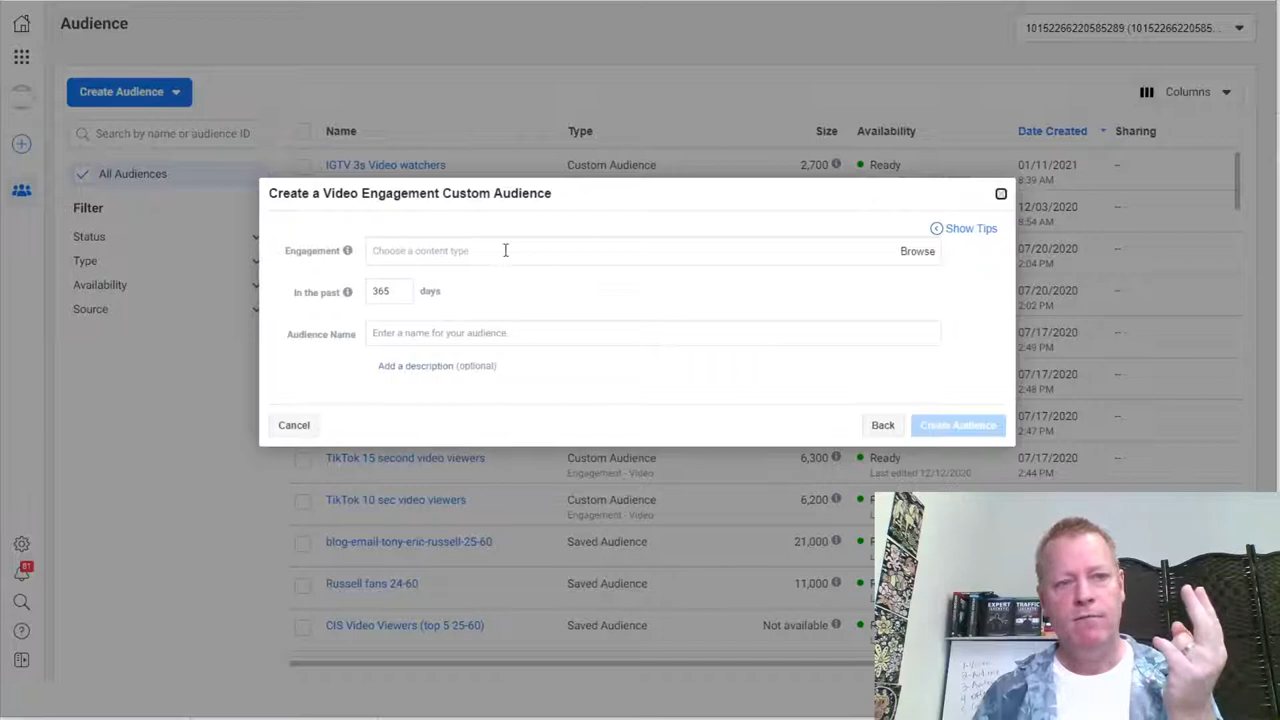 Audience
10152266220585289 (10152266220585...
Create Audience
Columns
Search by name or audience ID
Name
Type
Size
Availability
Date Created
Sharing
All Audiences
IGTV 3s Video watchers
Custom Audience
2,700
Ready
01/11/2021
--
8:39 AM
Filter
Status
Type
Availability
Source
Create a Video Engagement Custom Audience
Show Tips
Engagement
Choose a content type
Browse
In the past
365
days
Audience Name
Enter a name for your audience.
Add a description (optional)
Cancel
Back
Create Audience
12/03/2020
--
8:54 AM
07/20/2020
--
2:04 PM
07/20/2020
--
2:02 PM
07/17/2020
--
2:49 PM
07/17/2020
--
2:48 PM
07/17/2020
--
2:47 PM
TikTok 15 second video viewers
Custom Audience
6,300
Ready
07/17/2020
--
Engagement - Video
Last edited 12/12/2020
2:44 PM
TikTok 10 sec video viewers
Custom Audience
6,200
Engagement - Video
blog-email-tony-eric-russell-25-60
Saved Audience
21,000
Russell fans 24-60
Saved Audience
11,000
CIS Video Viewers (top 5 25-60)
Saved Audience
Not available
81
EXPERT
TRAFFIC